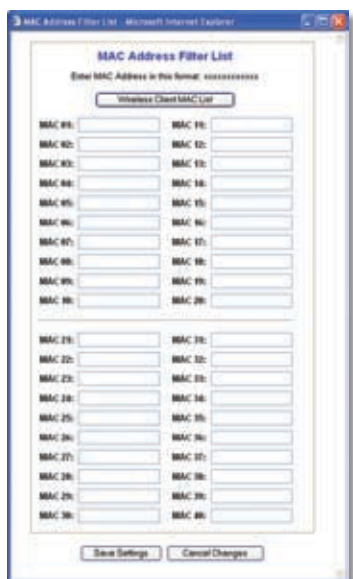 MAC Address Filter List - Microsoft Internet Explorer
MAC Address Filter List
Enter MAC Address in this format: xxxxxxxxxxxx
Wireless Client MAC List
MAC 01: MAC 11:
MAC 02: MAC 12:
MAC 03: MAC 13:
MAC 04: MAC 14:
MAC 05: MAC 15:
MAC 06: MAC 16:
MAC 07: MAC 17:
MAC 08: MAC 18:
MAC 09: MAC 19:
MAC 10: MAC 20:
MAC 21: MAC 31:
MAC 22: MAC 32:
MAC 23: MAC 33:
MAC 24: MAC 34:
MAC 25: MAC 35:
MAC 26: MAC 36:
MAC 27: MAC 37:
MAC 28: MAC 38:
MAC 29: MAC 39:
MAC 30: MAC 40:
Save Settings Cancel Changes